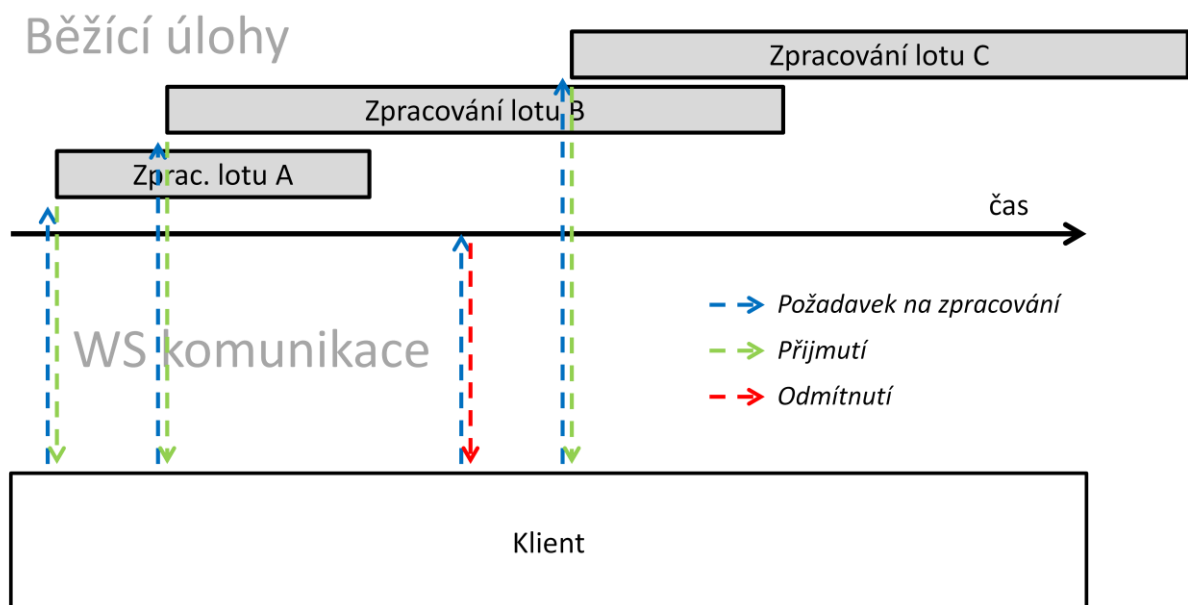 Běžící úlohy
Zpracování lotu C
Zpracování lotu B
Zprac. lotu A
čas
Požadavek na zpracování
WS komunikace
Přijmutí
Odmítnutí
Klient